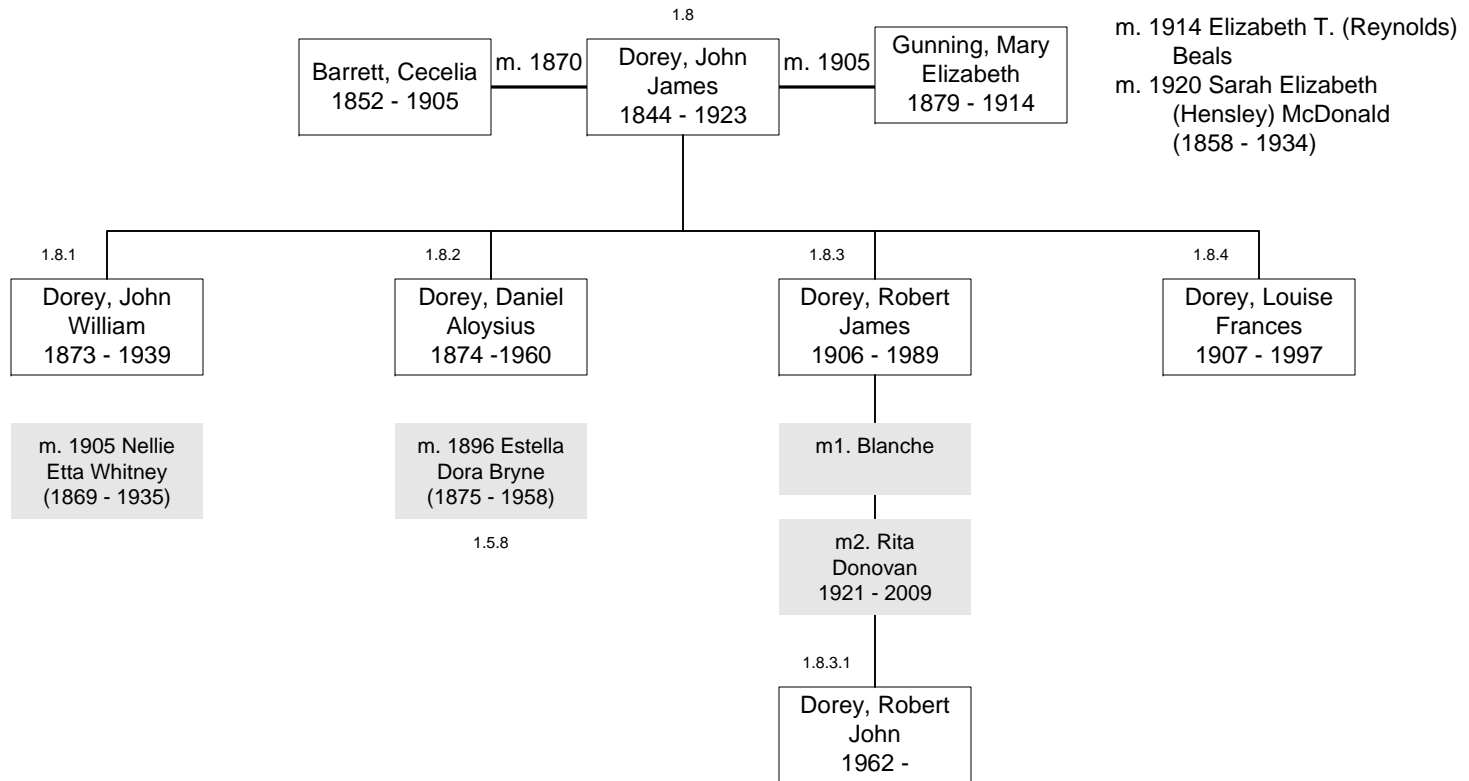 1.8
Barrett, Cecelia
1852 - 1905
m. 1870
Dorey, John
James
1844 - 1923
m. 1905
Gunning, Mary
Elizabeth
1879 - 1914
m. 1914 Elizabeth T. (Reynolds)
Beals
m. 1920 Sarah Elizabeth
(Hensley) McDonald
(1858 - 1934)
1.8.1
Dorey, John
William
1873 - 1939
1.8.2
Dorey, Daniel
Aloysius
1874 -1960
1.8.3
Dorey, Robert
James
1906 - 1989
1.8.4
Dorey, Louise
Frances
1907 - 1997
m. 1905 Nellie
Etta Whitney
(1869 - 1935)
m. 1896 Estella
Dora Bryne
(1875 - 1958)
1.5.8
m1. Blanche
m2. Rita
Donovan
1921 - 2009
1.8.3.1
Dorey, Robert
John
1962 -